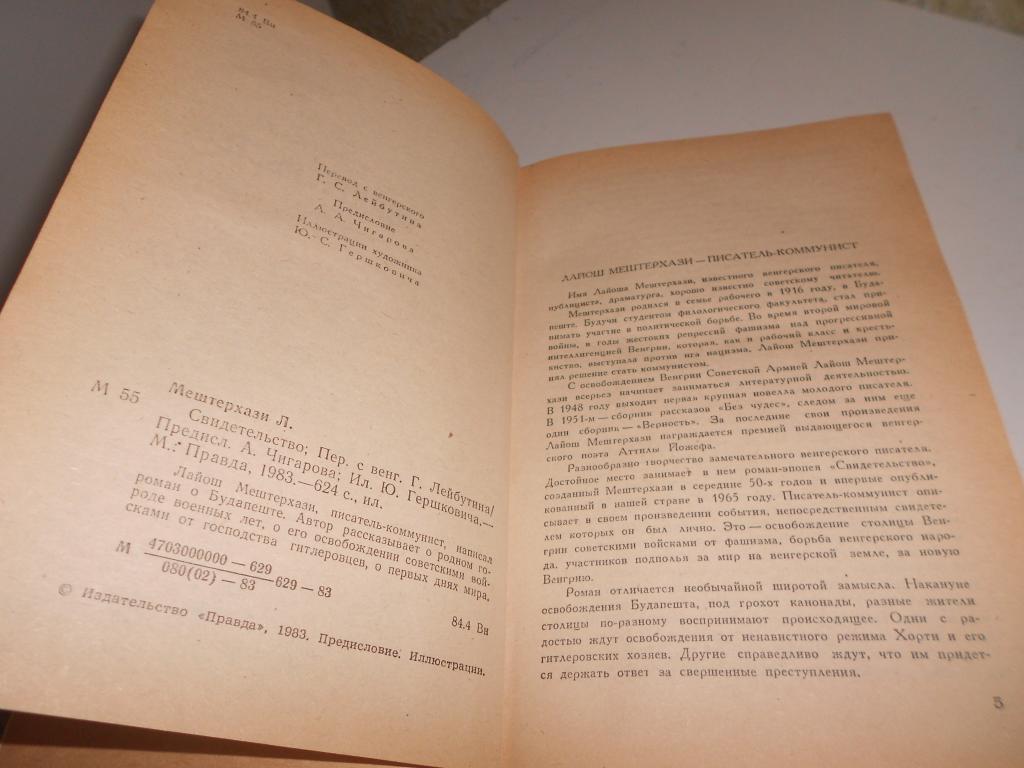 84.4 Вн
М 55
Перевод с венгерского
Г. С. Лейбутина
Предисловие
А. А. Чигарова
Иллюстрации художника
Ю. С. Гершковича
Мештерхази Л.
М 55 Свидетельство; Пер. с венг. Г. Лейбутина/
Предисл. А. Чигарова; Ил. Ю. Гершковича.—
М.: Правда, 1983.—624 с., ил.
Лайош Мештерхази, писатель-коммунист, написал
роман о Будапеште. Автор рассказывает о родном го-
роде военных лет, о его освобождении советскими вой-
сками от господства гитлеровцев, о первых днях мира.
М 4703000000—629
080(02)—83 629—83
84.4 Вн
© Издательство «Правда», 1983. Предисловие. Иллюстрации.
ЛАЙОШ МЕШТЕРХАЗИ — ПИСАТЕЛЬ-КОММУНИСТ
Имя Лайоша Мештерхази, известного венгерского писателя,
публициста, драматурга, хорошо известно советскому читателю.
Мештерхази родился в семье рабочего в 1916 году, в Буда-
пеште. Будучи студентом филологического факультета, стал при-
нимать участие в политической борьбе. Во время второй мировой
войны, в годы жестоких репрессий фашизма над прогрессивной
интеллигенцией Венгрии, которая, как и рабочий класс и кресть-
янство, выступала против ига нацизма, Лайош Мештерхази при-
нял решение стать коммунистом.
С освобождением Венгрии Советской Армией Лайош Мештер-
хази всерьез начинает заниматься литературной деятельностью.
В 1948 году выходит первая крупная новелла молодого писателя.
В 1951-м — сборник рассказов «Без чудес», следом за ним еще
один сборник — «Верность». За последние свои произведения
Лайош Мештерхази награждается премией выдающегося венгер-
ского поэта Аттилы Йожефа.
Разнообразно творчество замечательного венгерского писателя.
Достойное место занимает в нем роман-эпопея «Свидетельство»,
созданный Мештерхази в середине 50-х годов и впервые опубли-
кованный в нашей стране в 1965 году. Писатель-коммунист опи-
сывает в своем произведении события, непосредственным свидете-
лем которых он был лично. Это — освобождение столицы Вен-
грии советскими войсками от фашизма, борьба венгерского наро-
да, участников подполья за мир на венгерской земле, за новую
Венгрию.
Роман отличается необычайной широтой замысла. Накануне
освобождения Будапешта, под грохот канонады, разные жители
столицы по-разному воспринимают происходящее. Одни с ра-
достью ждут освобождения от ненавистного режима Хорти и его
гитлеровских хозяев. Другие справедливо ждут, что им придет-
ся держать ответ за свершенные преступления.
5